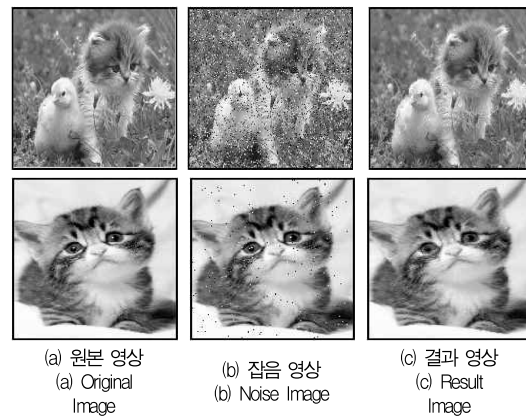 (a) 원본 영상
(a) Original
Image
(b) 잡음 영상
(b) Noise Image
(c) 결과 영상
(c) Result
Image